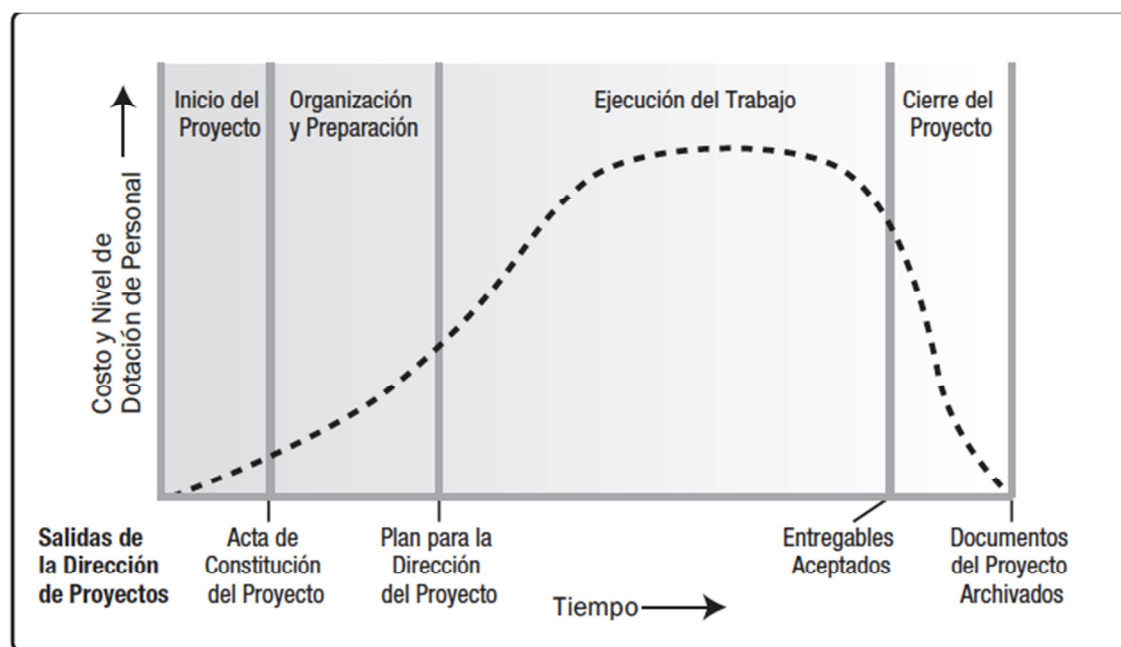 Inicio del
Proyecto
Organización
y Preparación
Ejecución del Trabajo
Cierre del
Proyecto
Costo y Nivel de
Dotación de Personal
Salidas de
la Dirección
de Proyectos
Acta de
Constitución
del Proyecto
Plan para la
Dirección
del Proyecto
Entregables
Aceptados
Documentos
del Proyecto
Archivados
Tiempo